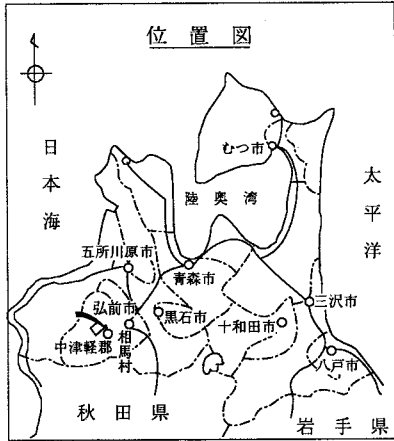 位置図
日本海
むつ市
太平洋
陸奥湾
五所川原市
青森市
弘前市
黒石市
三沢市
十和田市
中津軽郡
相馬村
八戸市
秋田県
岩手県